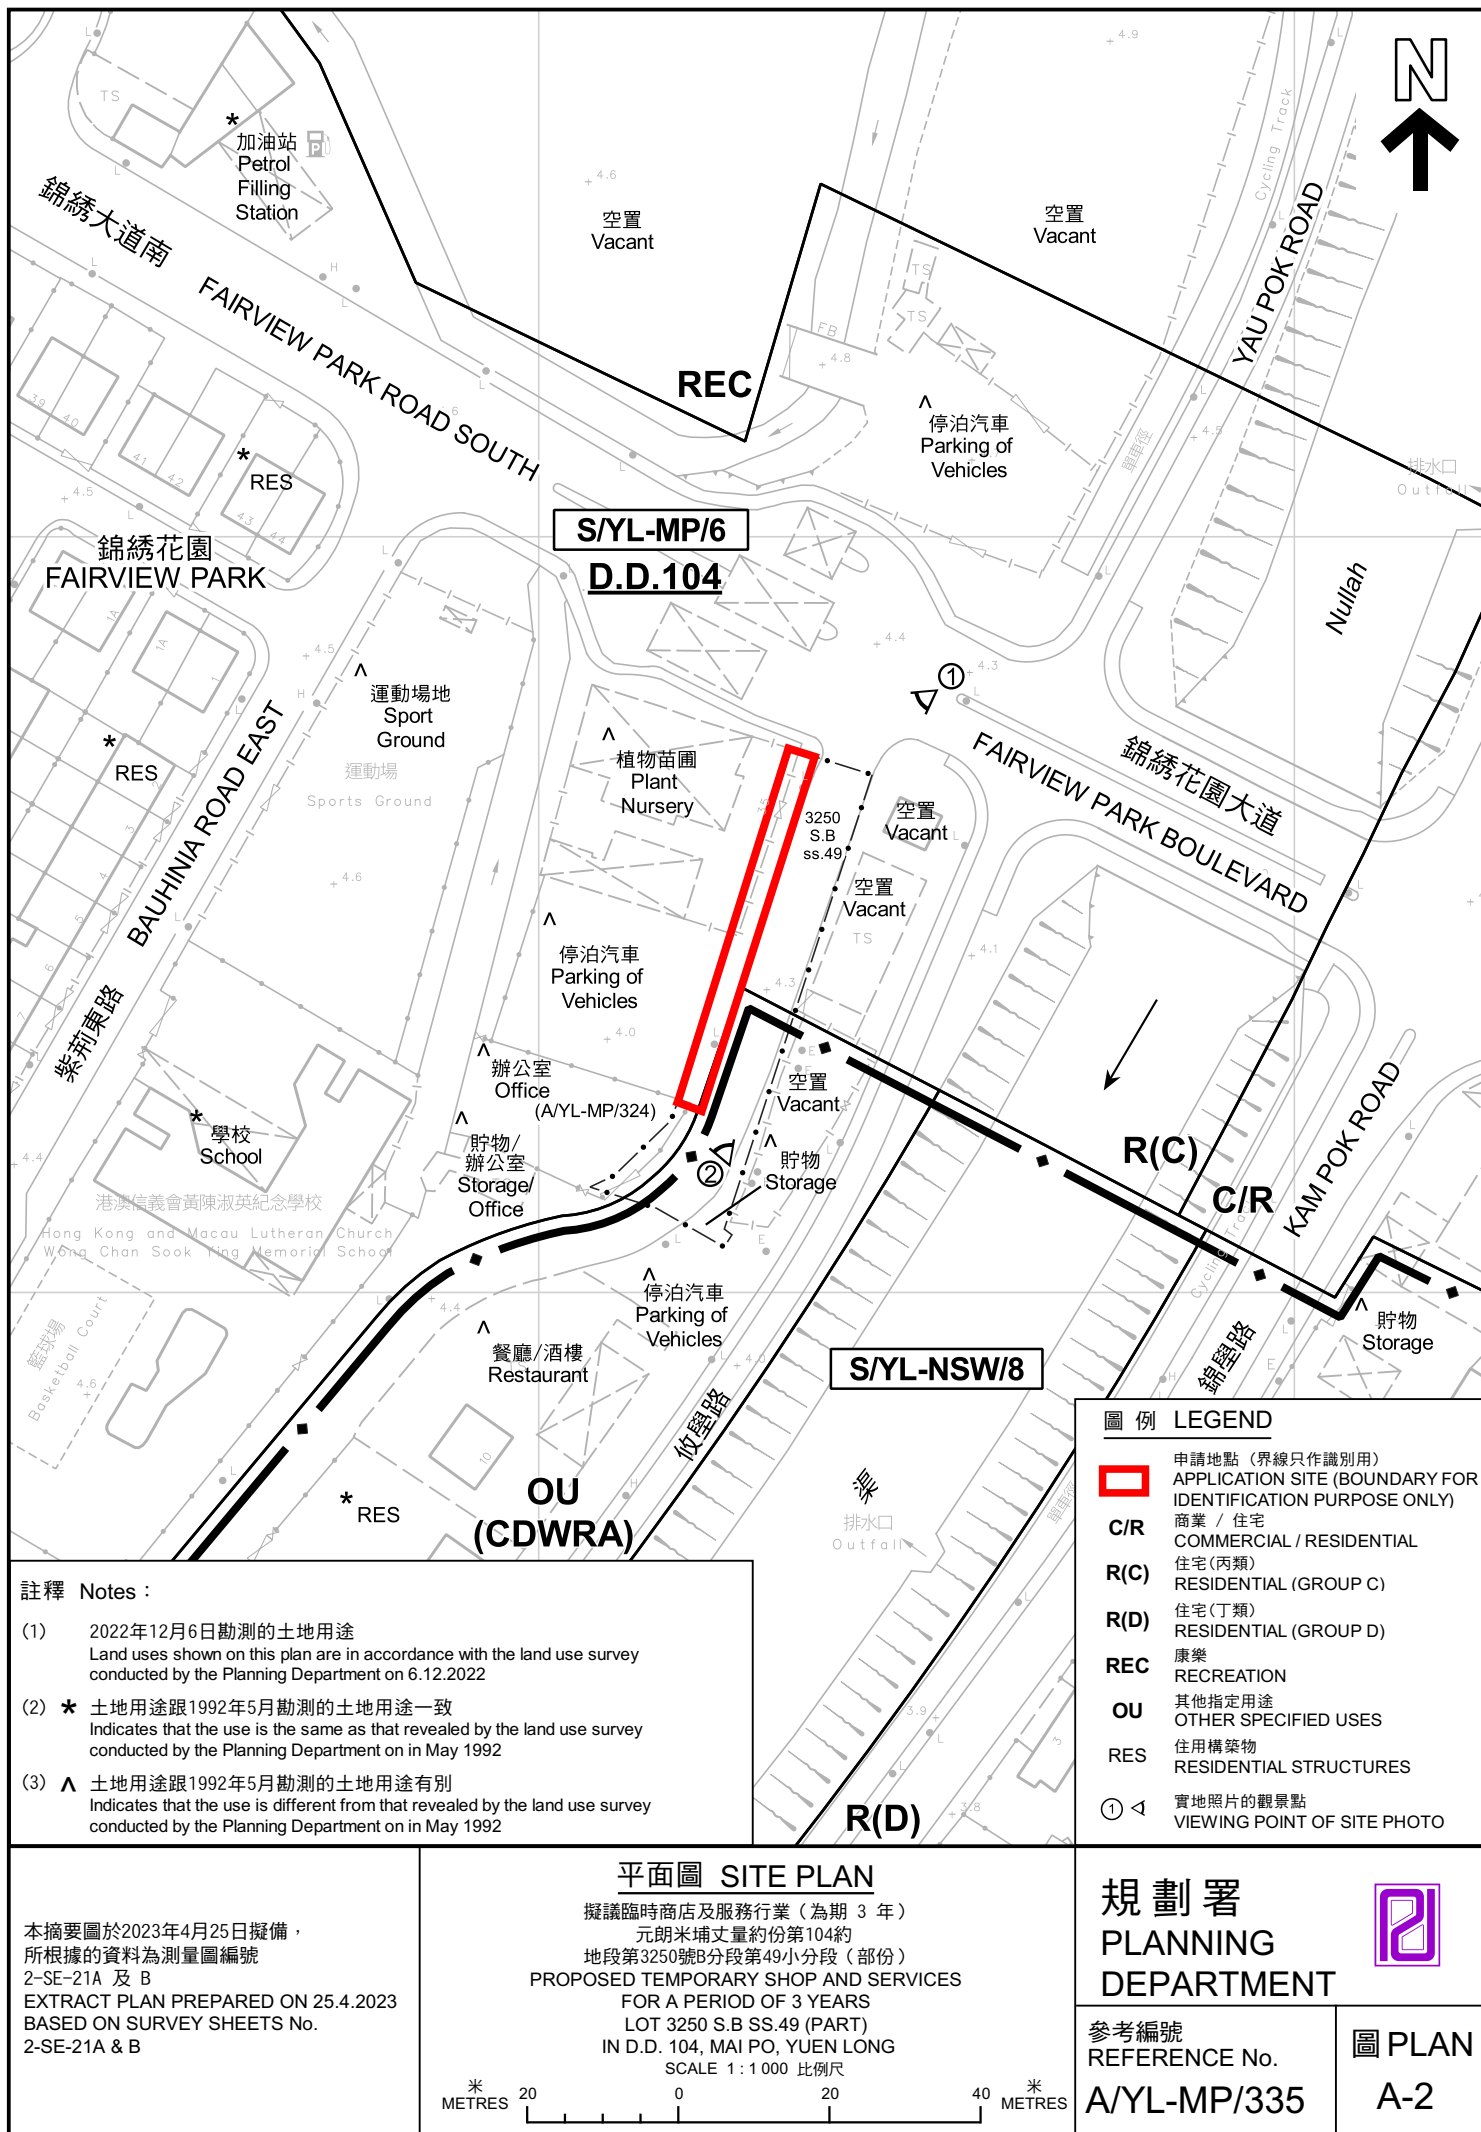 N
TS
加油站
Petrol
Filling
Station
空置
Vacant
空置
Vacant
錦綉大道南
FAIRVIEW PARK ROAD SOUTH
YAU POK ROAD
Cycling Track
TS
TS
FB
REC
停泊汽車
Parking of
Vehicles
單車徑
排水口
Outfall
RES
錦綉花園
FAIRVIEW PARK
S/YL-MP/6
D.D.104
Nullah
運動場地
Sport
Ground
運動場
Sports Ground
RES
BAUHINIA ROAD EAST
紫荊東路
植物苗圃
Plant
Nursery
3250
S.B
ss.49
空置
Vacant
空置
Vacant
TS
錦綉花園大道
FAIRVIEW PARK BOULEVARD
停泊汽車
Parking of
Vehicles
辦公室
Office
(A/YL-MP/324)
貯物/
辦公室
Storage/
Office
學校
School
港澳信義會黃陳淑英紀念學校
Hong Kong and Macau Lutheran Church
Wong Chan Sook Ying Memorial School
籃球場
Basketball Court
空置
Vacant
貯物
Storage
1
2
R(C)
C/R
KAM POK ROAD
錦壆路
Cycling Track
貯物
Storage
停泊汽車
Parking of
Vehicles
餐廳/酒樓
Restaurant
S/YL-NSW/8
攸壆路
OU
(CDWRA)
RES
渠
排水口
Outfall
單車徑
R(D)
圖 例 LEGEND
申請地點 (界線只作識別用)
APPLICATION SITE (BOUNDARY FOR
IDENTIFICATION PURPOSE ONLY)
C/R 商業 / 住宅
COMMERCIAL / RESIDENTIAL
R(C) 住宅(丙類)
RESIDENTIAL (GROUP C)
R(D) 住宅(丁類)
RESIDENTIAL (GROUP D)
REC 康樂
RECREATION
OU 其他指定用途
OTHER SPECIFIED USES
RES 住用構築物
RESIDENTIAL STRUCTURES
1 實地照片的觀景點
VIEWING POINT OF SITE PHOTO
註釋 Notes :
(1) 2022年12月6日勘測的土地用途
Land uses shown on this plan are in accordance with the land use survey
conducted by the Planning Department on 6.12.2022
(2) * 土地用途跟1992年5月勘測的土地用途一致
Indicates that the use is the same as that revealed by the land use survey
conducted by the Planning Department on in May 1992
(3) ^ 土地用途跟1992年5月勘測的土地用途有別
Indicates that the use is different from that revealed by the land use survey
conducted by the Planning Department on in May 1992
本摘要圖於2023年4月25日擬備，
所根據的資料為測量圖編號
2-SE-21A 及 B
EXTRACT PLAN PREPARED ON 25.4.2023
BASED ON SURVEY SHEETS No.
2-SE-21A & B
平面圖 SITE PLAN
擬議臨時商店及服務行業（為期 3 年）
元朗米埔丈量約份第104約
地段第3250號B分段第49小分段（部份）
PROPOSED TEMPORARY SHOP AND SERVICES
FOR A PERIOD OF 3 YEARS
LOT 3250 S.B SS.49 (PART)
IN D.D. 104, MAI PO, YUEN LONG
SCALE 1 : 1 000 比例尺
米 METRES 20 0 20 40 米 METRES
規劃署
PLANNING
DEPARTMENT
參考編號
REFERENCE No.
A/YL-MP/335
圖 PLAN
A-2